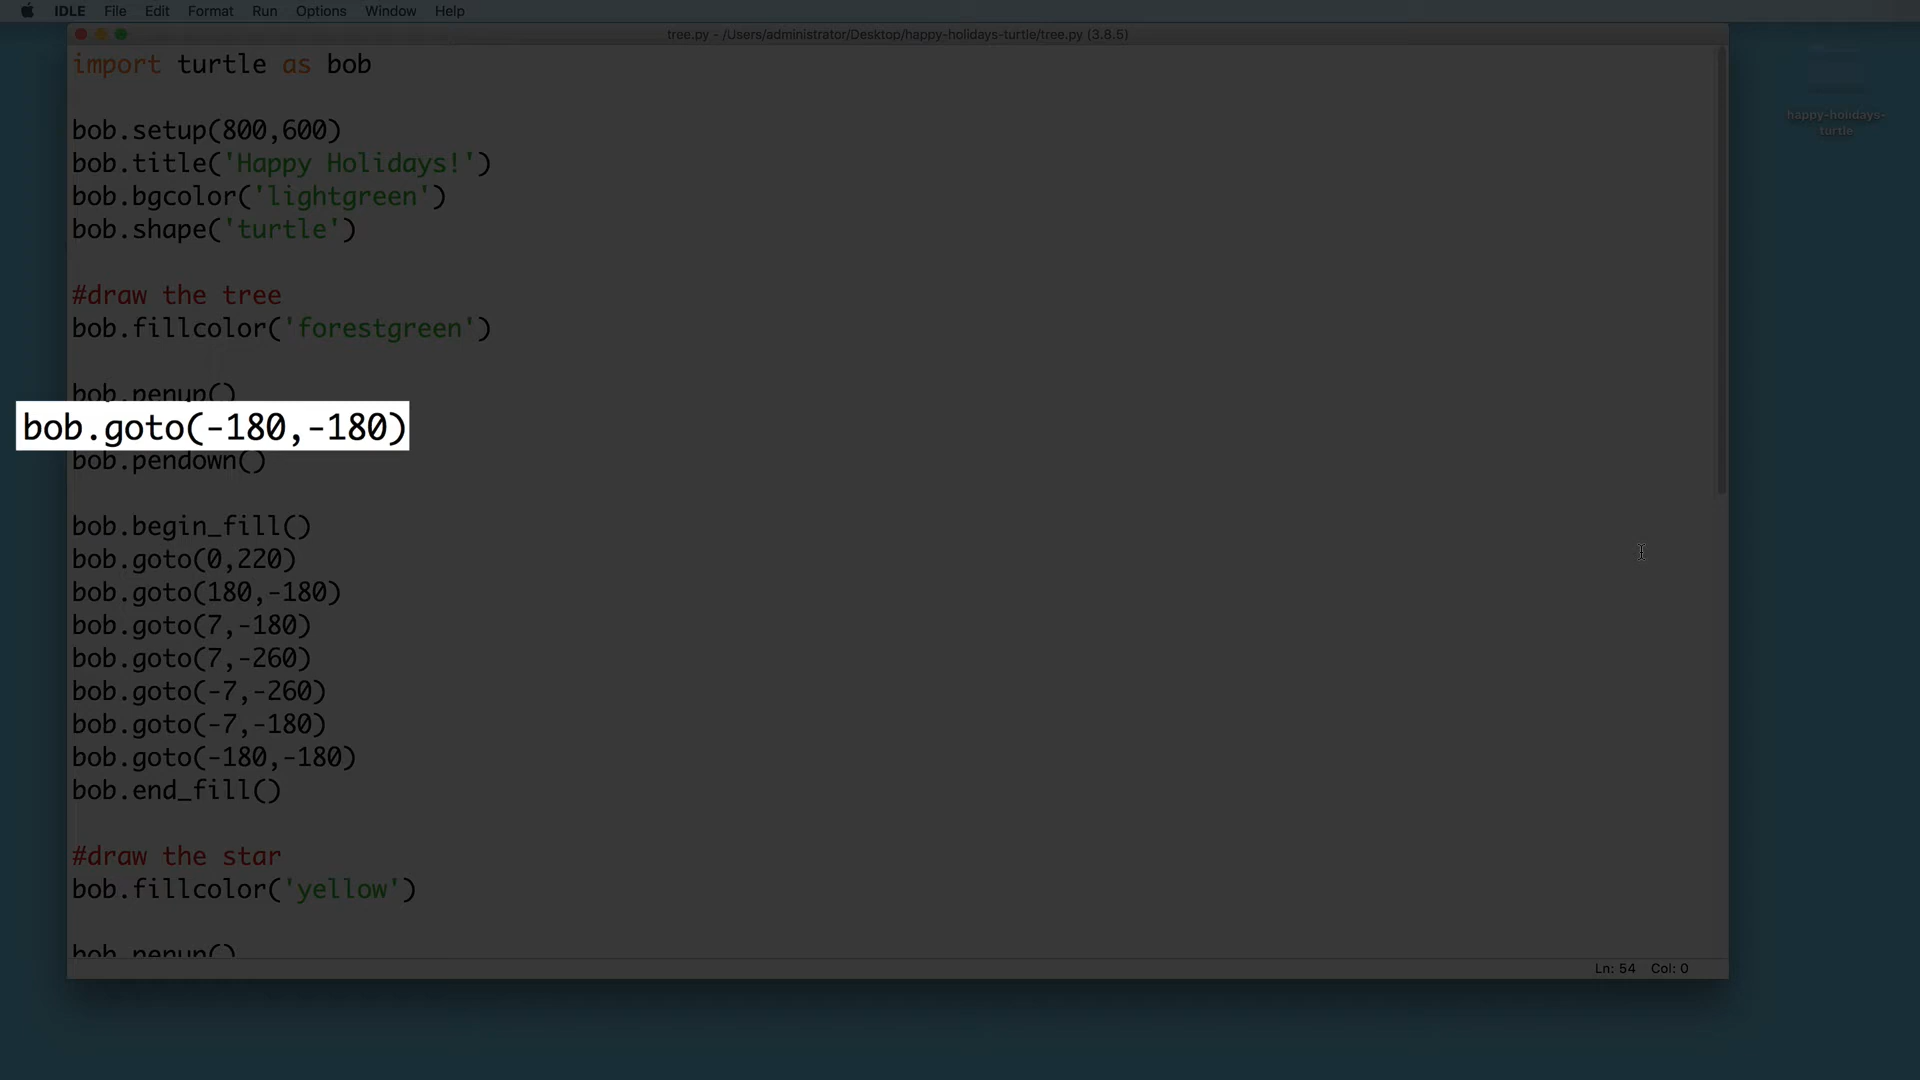 IDLE File Edit Format Run Options Window Help
tree.py - /Users/administrator/Desktop/happy-holidays-turtle/tree.py (3.8.5)
happy-holidays-
turtle
import turtle as bob
bob.setup(800,600)
bob.title('Happy Holidays!')
bob.bgcolor('lightgreen')
bob.shape('turtle')
#draw the tree
bob.fillcolor('forestgreen')
bob.penup()
bob.goto(-180,-180)
bob.pendown()
bob.begin_fill()
bob.goto(0,220)
bob.goto(180,-180)
bob.goto(7,-180)
bob.goto(7,-260)
bob.goto(-7,-260)
bob.goto(-7,-180)
bob.goto(-180,-180)
bob.end_fill()
#draw the star
bob.fillcolor('yellow')
bob.penup()
Ln: 54 Col: 0